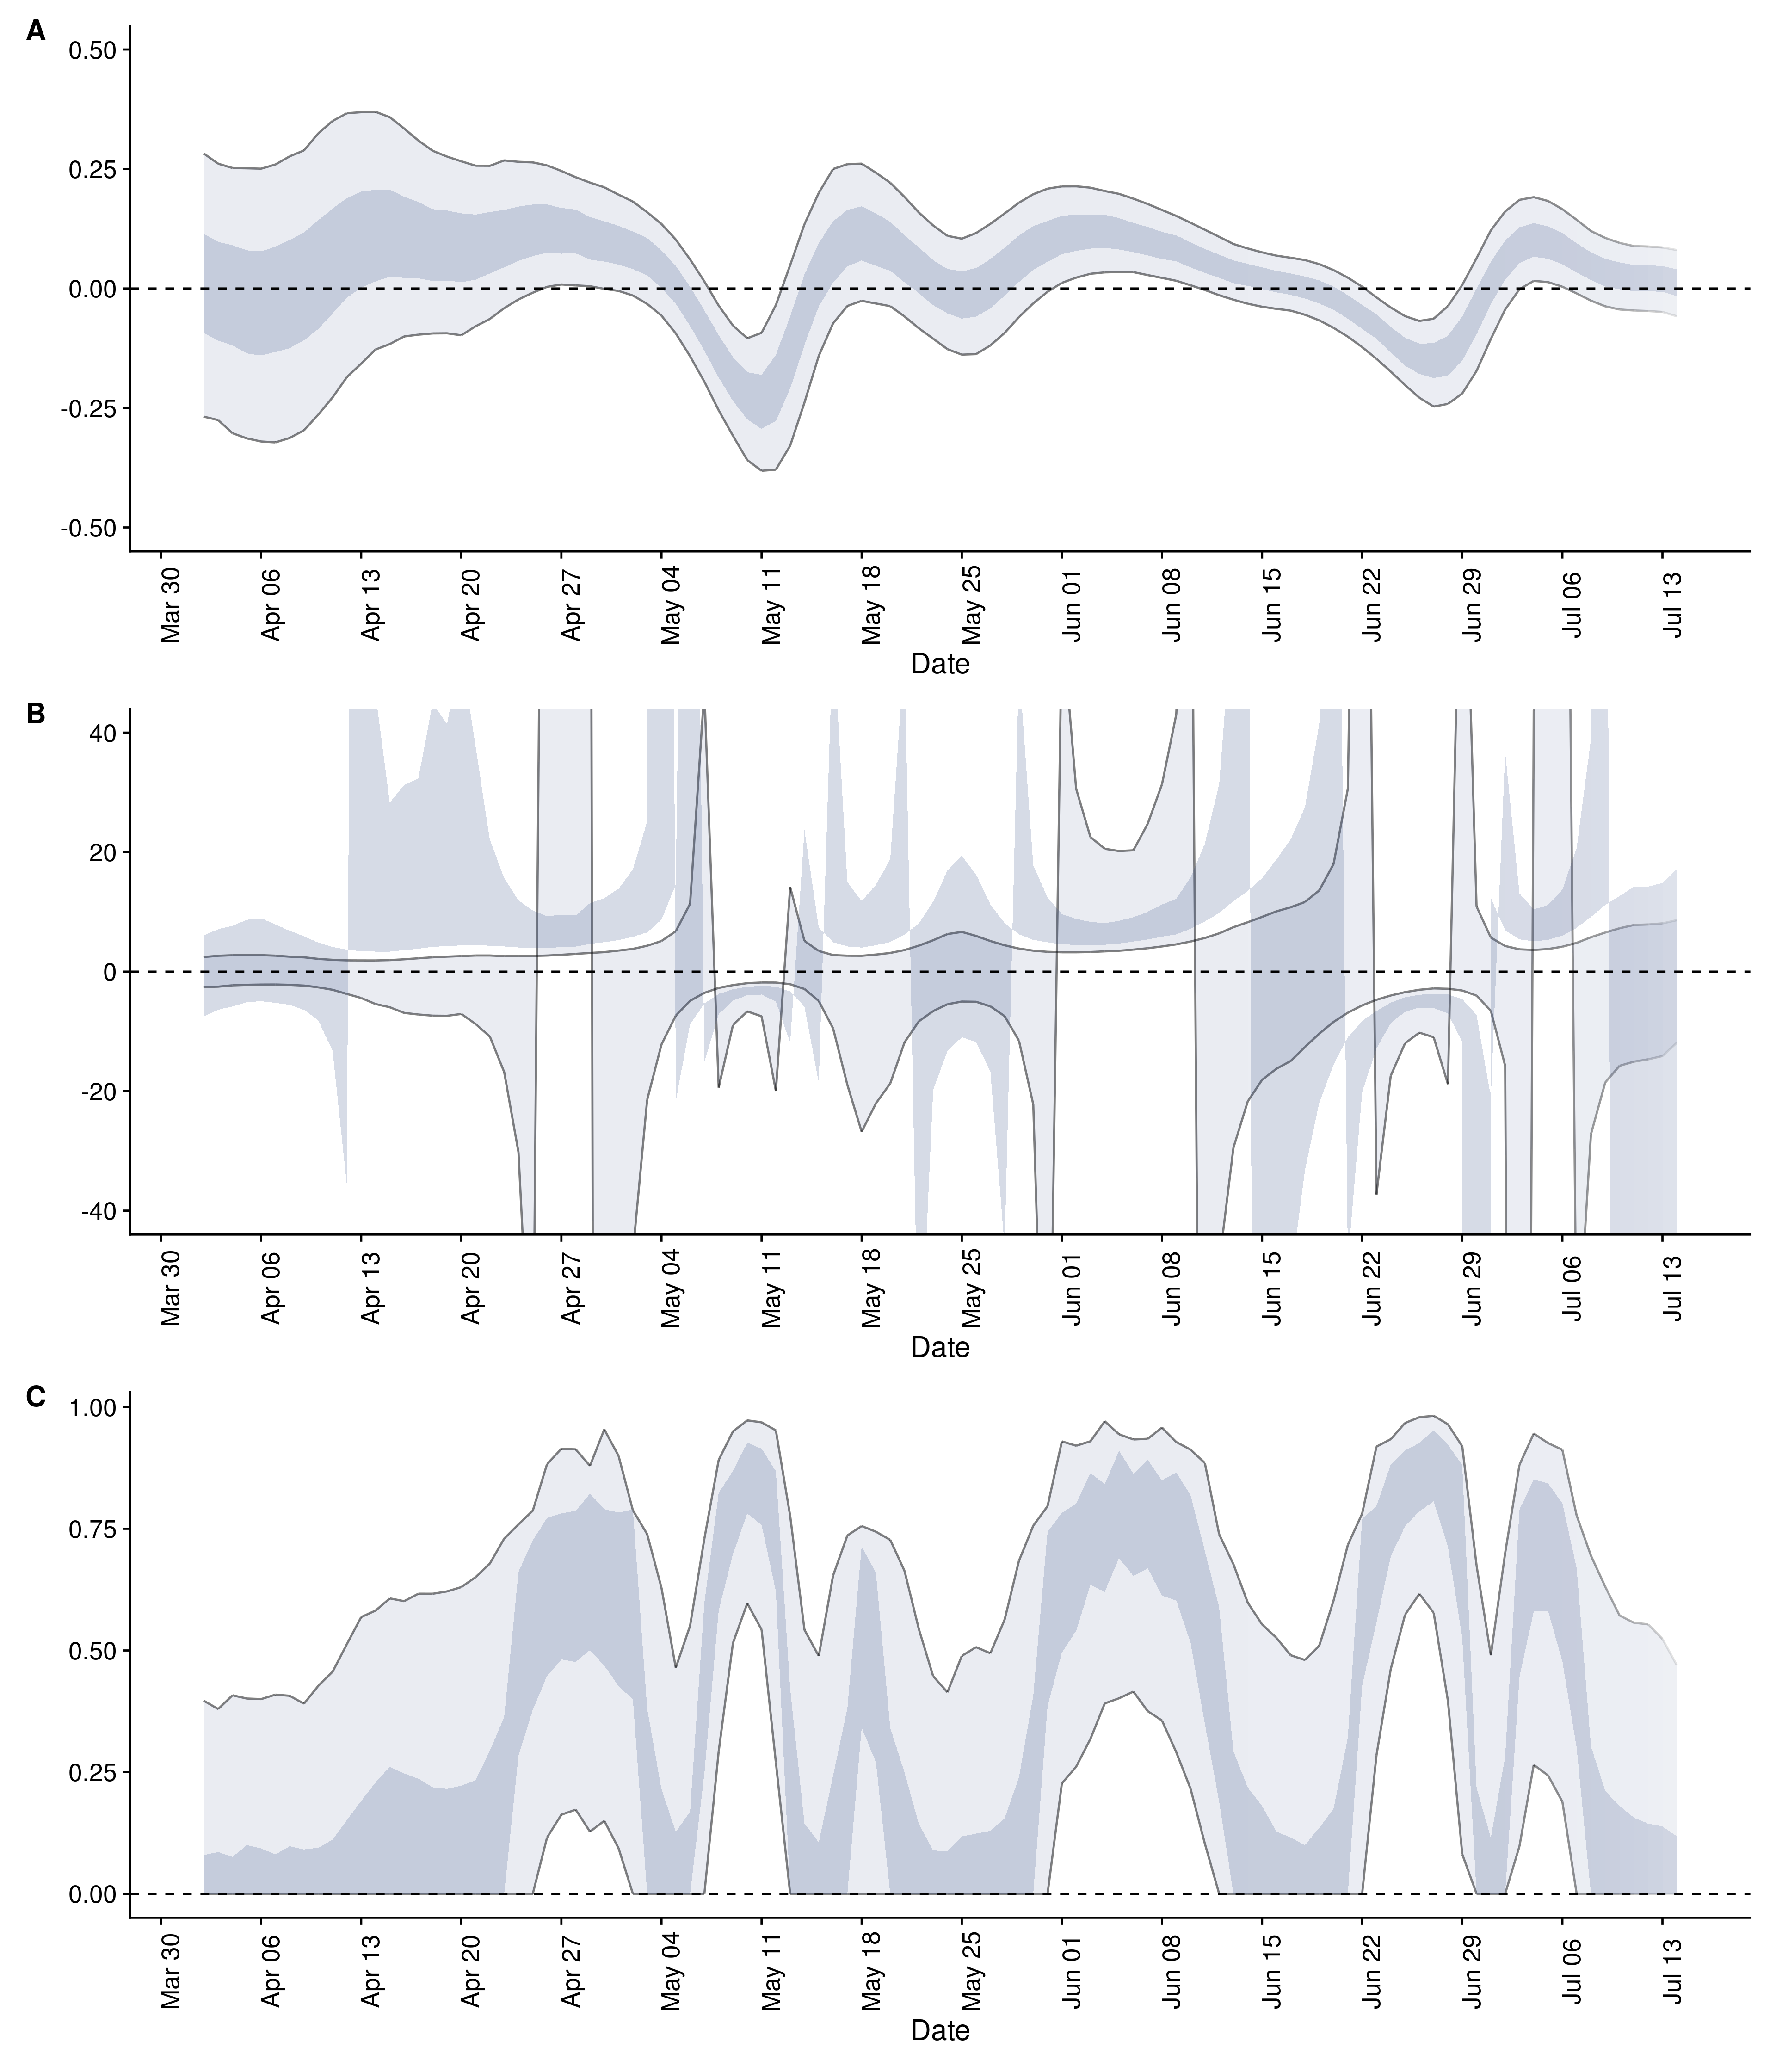 A
0.50
0.25
0.00
-0.25
-0.50
Mar 30
Apr 06
Apr 13
Apr 20
Apr 27
May 04
May 11
May 18
May 25
Jun 01
Jun 08
Jun 15
Jun 22
Jun 29
Jul 06
Jul 13
Date
B
40
20
0
-20
-40
Mar 30
Apr 06
Apr 13
Apr 20
Apr 27
May 04
May 11
May 18
May 25
Jun 01
Jun 08
Jun 15
Jun 22
Jun 29
Jul 06
Jul 13
Date
C
1.00
0.75
0.50
0.25
0.00
Mar 30
Apr 06
Apr 13
Apr 20
Apr 27
May 04
May 11
May 18
May 25
Jun 01
Jun 08
Jun 15
Jun 22
Jun 29
Jul 06
Jul 13
Date